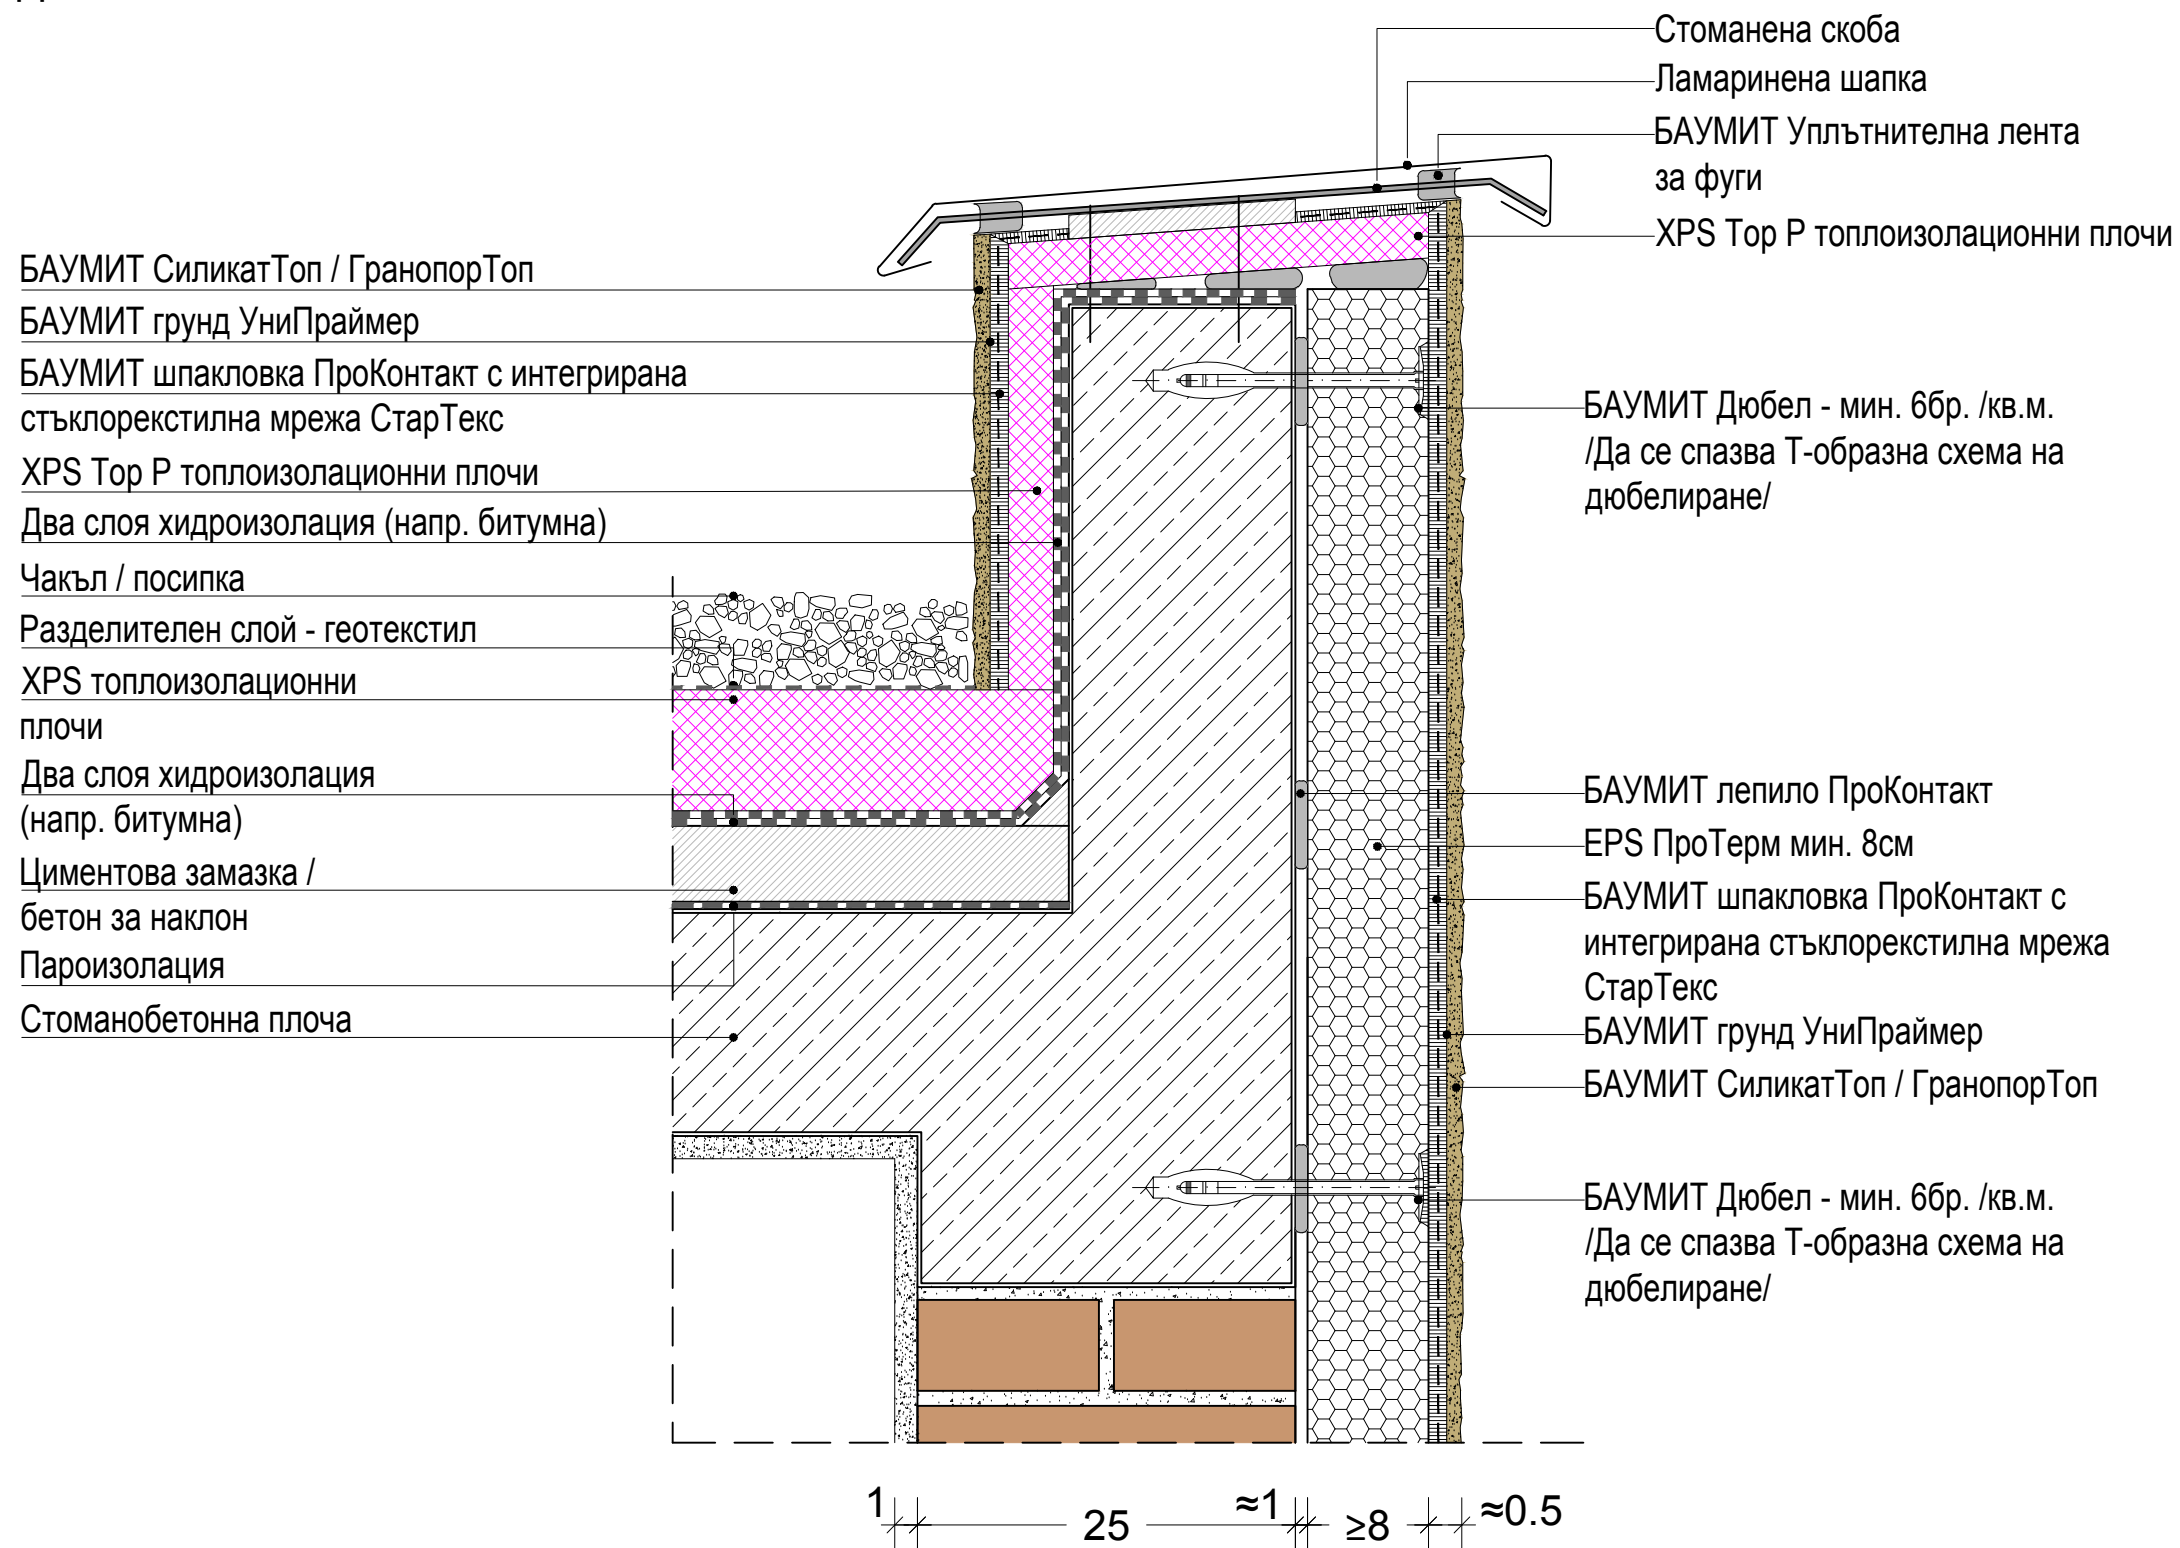 БАУМИТ СиликатТоп / ГранопорТоп
БАУМИТ грунд УниПраймер
БАУМИТ шпакловка ПроКонтакт с интегрирана
стъклорекстилна мрежа СтарТекс
XPS Top P топлоизолационни плочи
Два слоя хидроизолация (напр. битумна)
Чакъл / посипка
Разделителен слой - геотекстил
XPS топлоизолационни
плочи
Два слоя хидроизолация
(напр. битумна)
Циментова замазка /
бетон за наклон
Пароизолация
Стоманобетонна плоча
Стоманена скоба
Ламаринена шапка
БАУМИТ Уплътнителна лента
за фуги
XPS Top P топлоизолационни плочи
БАУМИТ Дюбел - мин. 6бр. /кв.м.
/Да се спазва Т-образна схема на
дюбелиране/
БАУМИТ лепило ПроКонтакт
EPS ПроТерм мин. 8см
БАУМИТ шпакловка ПроКонтакт с
интегрирана стъклорекстилна мрежа
СтарТекс
БАУМИТ грунд УниПраймер
БАУМИТ СиликатТоп / ГранопорТоп
БАУМИТ Дюбел - мин. 6бр. /кв.м.
/Да се спазва Т-образна схема на
дюбелиране/
1 25 ≈1 ≥8 ≈0.5